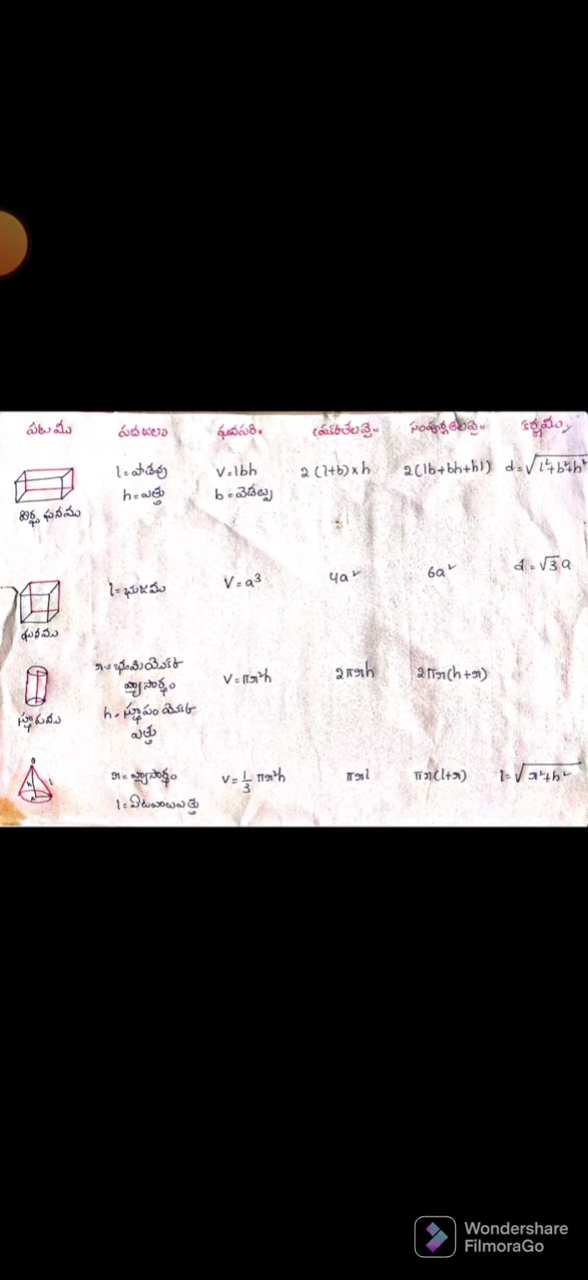 పటము పదజలా ఘనపరి॥ ప్రక్కతలవై॥ సంపూర్ణతలవై॥ కర్ణము
l = పొడవు V = lbh 2(l+b)×h 2(lb+bh+hl) d = √l²+b²+h²
h = ఎత్తు b = వెడల్పు
దీర్ఘ ఘనము
l = భుజము V = a³ 4a² 6a² d = √3 a
ఘనము
r = భూమియొక్క
వ్యాసార్థం V = πr²h 2πrh 2πr(h+r)
h = స్థూపం యొక్క
స్థూపము
ఎత్తు
r = వ్యాసార్థం V = 1/3 πr²h πrl πr(l+r) l = √r²+h²
l = ఏటవాలుఎత్తు
Wondershare
FilmoraGo